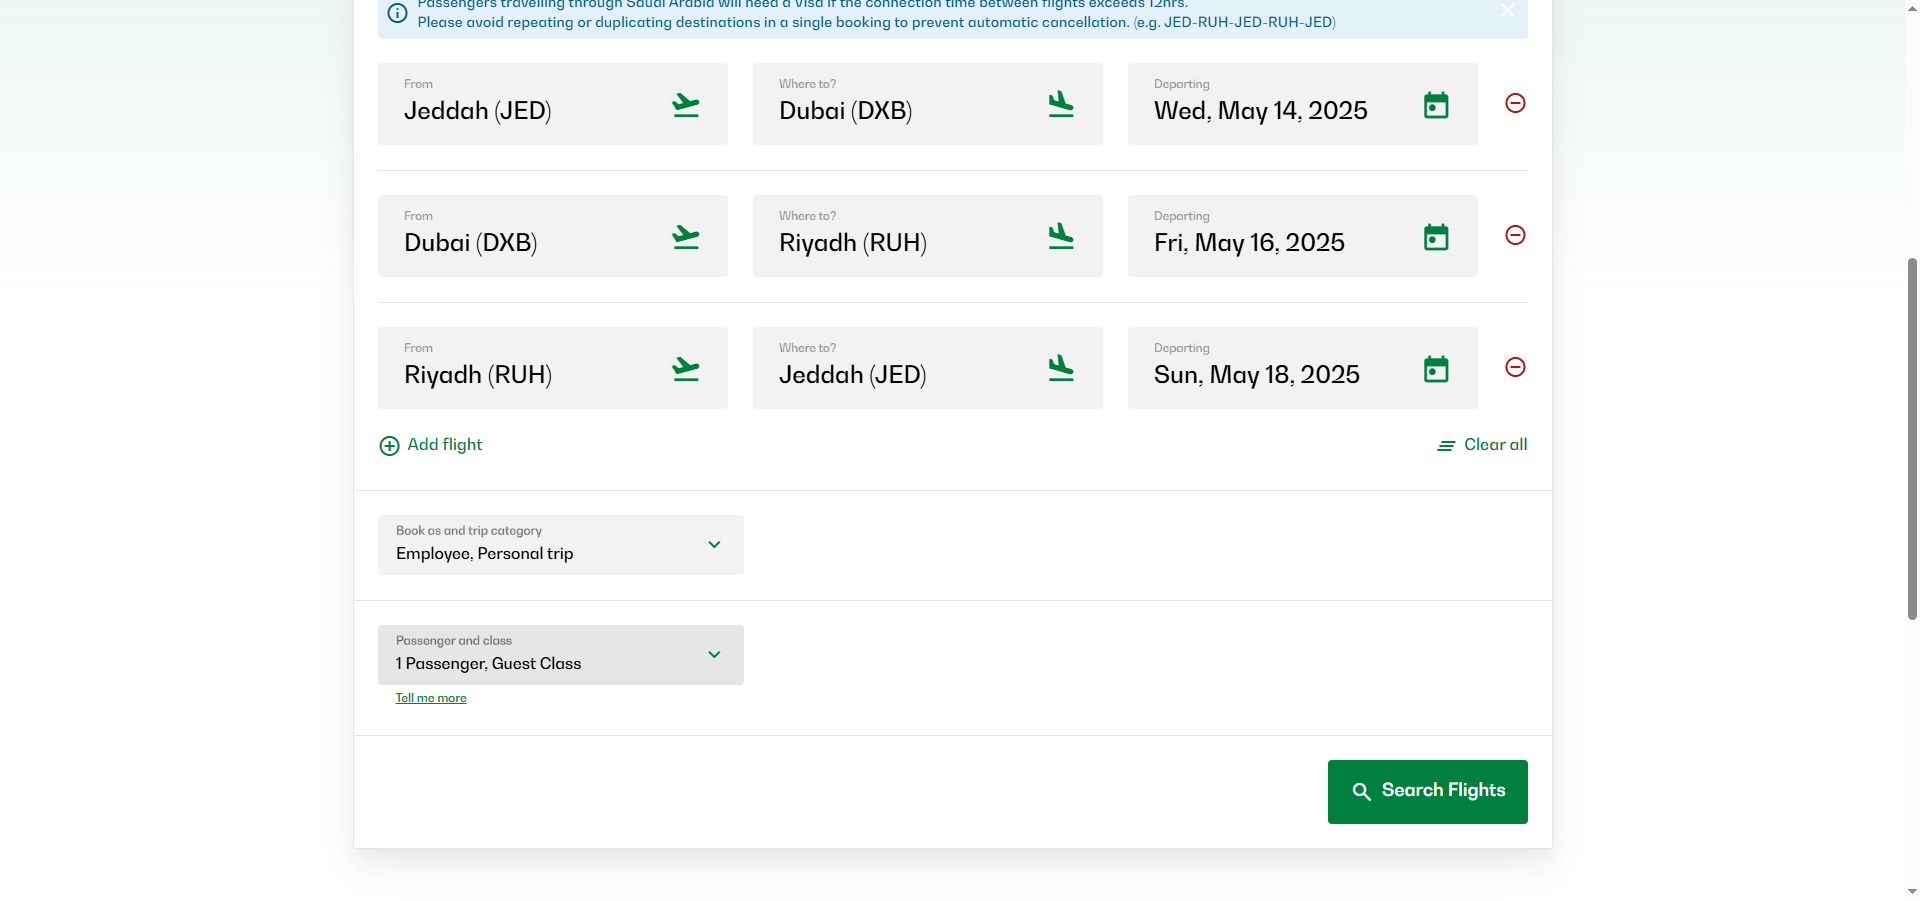 Passengers travelling through Saudi Arabia will need a Visa if the connection time between flights exceeds 12hrs.
Please avoid repeating or duplicating destinations in a single booking to prevent automatic cancellation. (e.g. JED-RUH-JED-RUH-JED)
From
Jeddah (JED)
Where to?
Dubai (DXB)
Departing
Wed, May 14, 2025
From
Dubai (DXB)
Where to?
Riyadh (RUH)
Departing
Fri, May 16, 2025
From
Riyadh (RUH)
Where to?
Jeddah (JED)
Departing
Sun, May 18, 2025
Add flight
Clear all
Book as and trip category
Employee, Personal trip
Passenger and class
1 Passenger, Guest Class
Tell me more
Search Flights